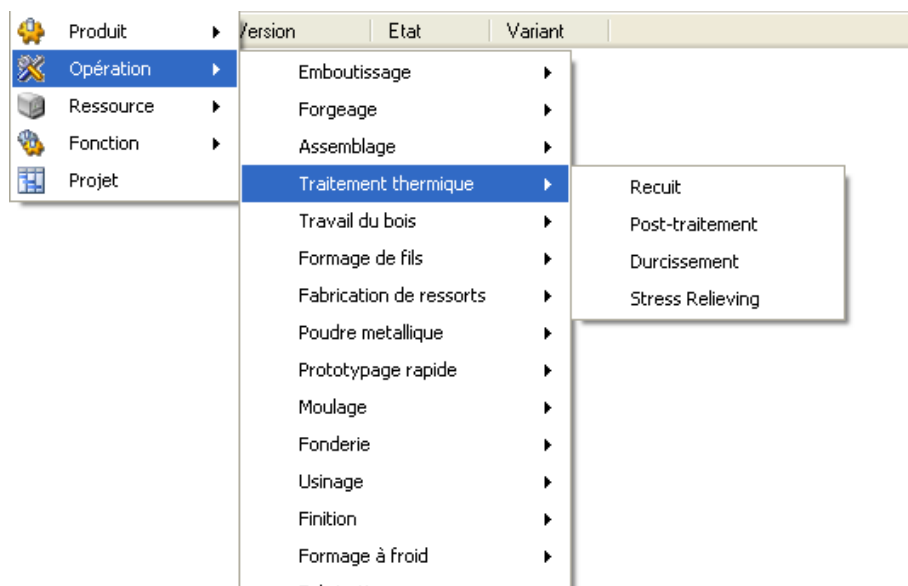 Produit
Opération
Ressource
Fonction
Projet
Version Etat Variant
Emboutissage
Forgeage
Assemblage
Traitement thermique
Travail du bois
Formage de fils
Fabrication de ressorts
Poudre metallique
Prototypage rapide
Moulage
Fonderie
Usinage
Finition
Formage à froid
Recuit
Post-traitement
Durcissement
Stress Relieving